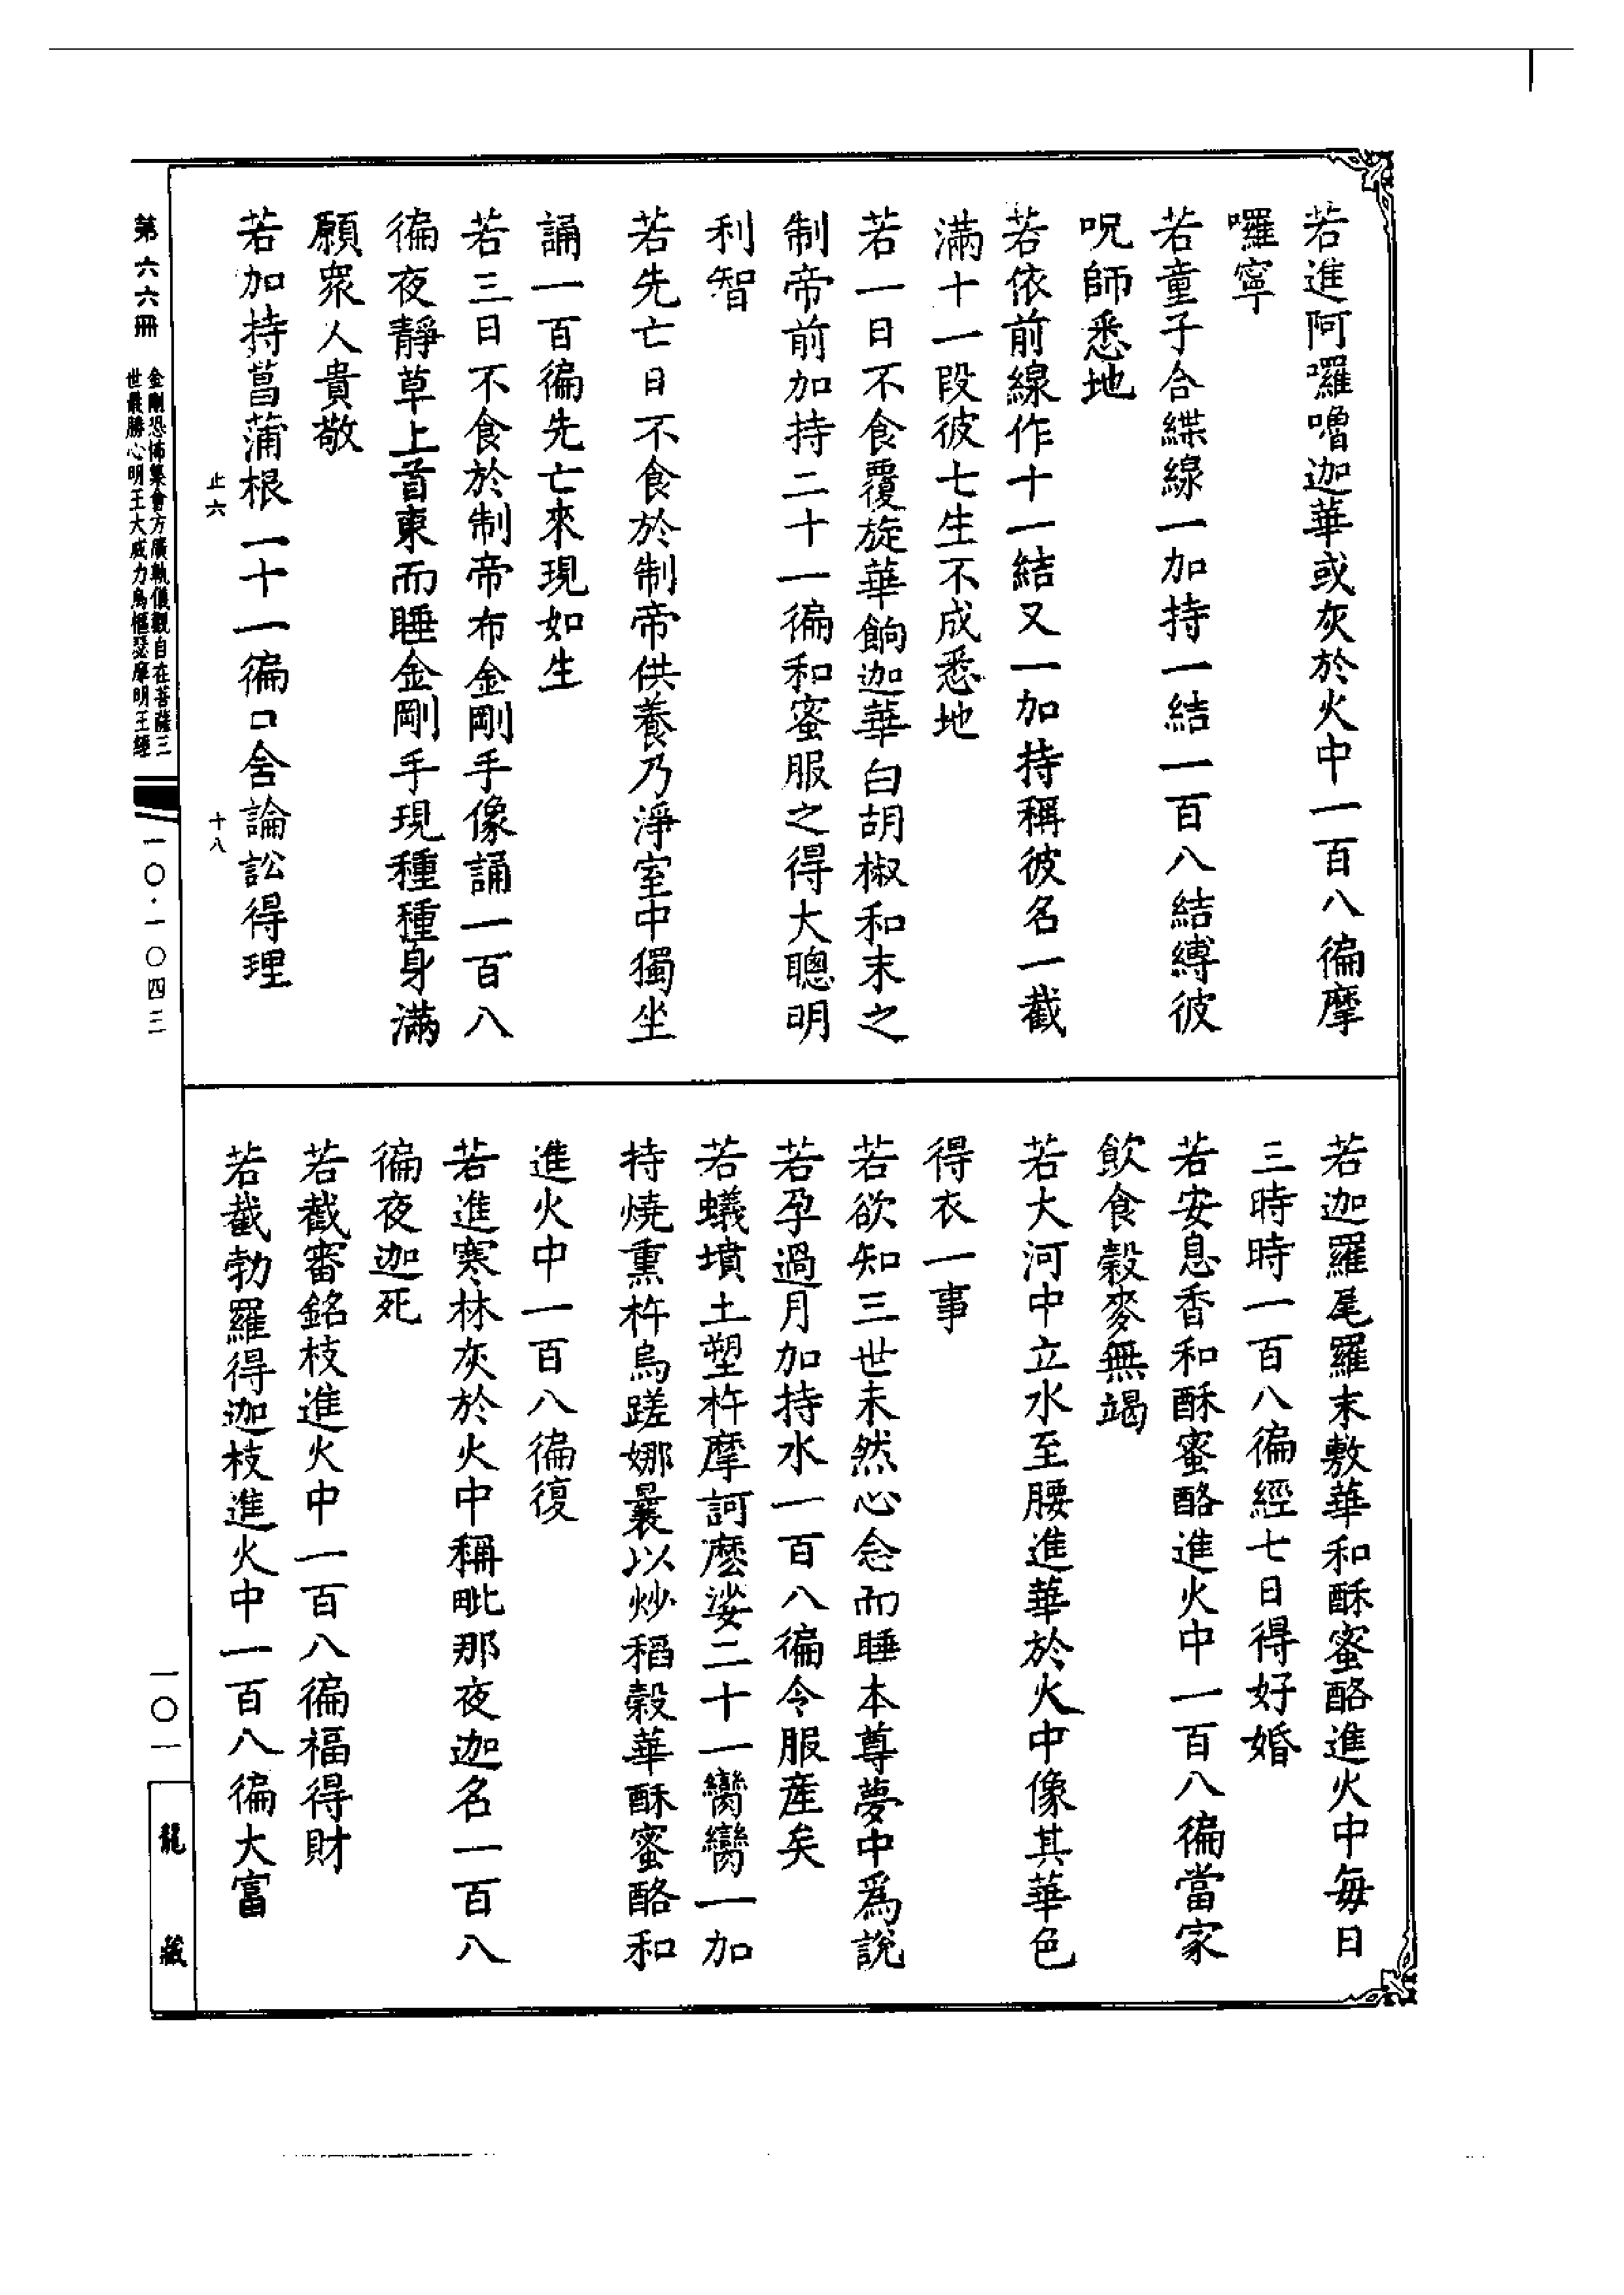 若進阿囉嚕迦華或灰於火中一百八徧摩
囉寧
若童子合緤線一加持一結一百八結縛彼
呪師悉地
若依前線作十一結又一加持稱彼名一截
滿十一段彼七生不成悉地
若一日不食覆旋華餉迦華白胡椒和末之
制帝前加持二十一徧和蜜服之得大聰明
利智
若先亡日不食於制帝供養乃淨室中獨坐
誦一百徧先亡來現如生
若三日不食於制帝布金剛手像誦一百八
徧夜靜草上首東而睡金剛手現種種身滿
願衆人貴敬
若加持菖蒲根二十一徧口含論訟得理
止六
十八
若迦羅尾羅末敷華和酥蜜酪進火中每日
三時時一百八徧經七日得好婚
若安息香和酥蜜酪進火中一百八徧當家
飲食穀麥無竭
若大河中立水至腰進華於火中像其華色
得衣一事
若欲知三世未然心念而睡本尊夢中爲說
若孕過月加持水一百八徧令服產矣
若蟻墳土塑杵摩訶麼娑二十一臠臠一加
持燒熏杵烏蹉娜曩以炒稻穀華酥蜜酪和
進火中一百八徧復
若進寒林灰於火中稱毗那夜迦名一百八
徧夜迦死
若截審銘枝進火中一百八徧福得財
若截勃羅得迦枝進火中一百八徧大富
第六六冊
金剛恐怖集會方廣軌儀觀自在菩薩三
世最勝心明王大威力烏樞瑟摩明王經
一〇·一〇四三
一〇一
龍藏